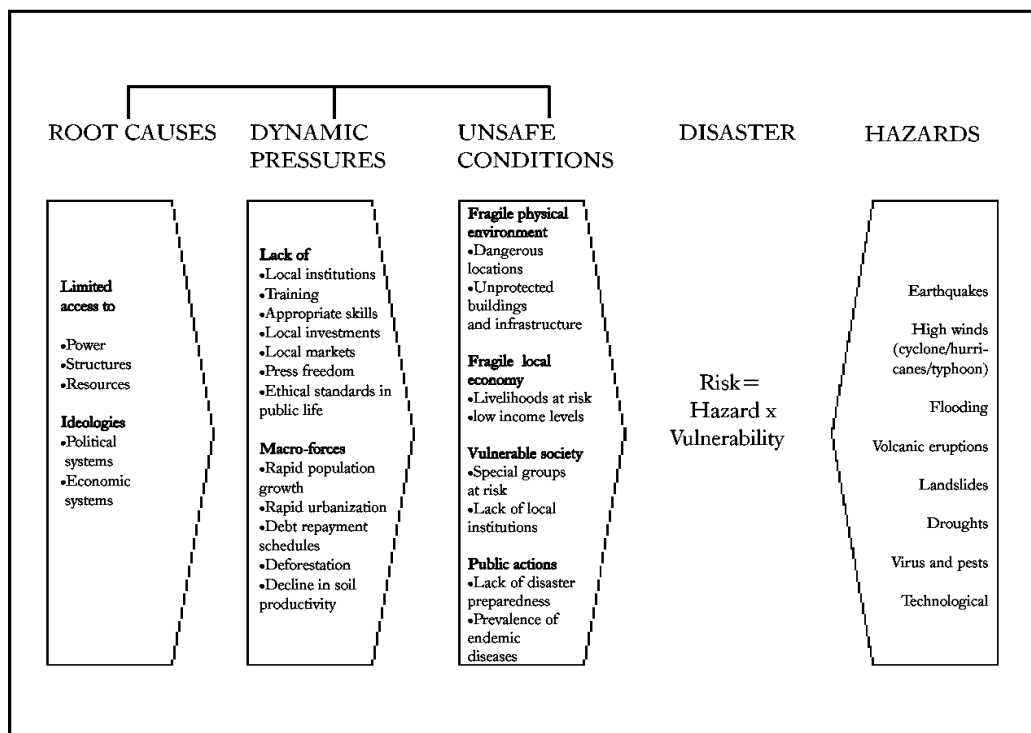 ROOT CAUSES
DYNAMIC
PRESSURES
UNSAFE
CONDITIONS
DISASTER
HAZARDS
Limited
access to
•Power
•Structures
•Resources
Ideologies
•Political
systems
•Economic
systems
Lack of
•Local institutions
•Training
•Appropriate skills
•Local investments
•Local markets
•Press freedom
•Ethical standards in
public life
Macro-forces
•Rapid population
growth
•Rapid urbanization
•Debt repayment
schedules
•Deforestation
•Decline in soil
productivity
Fragile physical
environment
•Dangerous
locations
•Unprotected
buildings
and infrastructure
Fragile local
economy
•Livelihoods at risk
•low income levels
Vulnerable society
•Special groups
at risk
•Lack of local
institutions
Public actions
•Lack of disaster
preparedness
•Prevalence of
endemic
diseases
Risk=
Hazard x
Vulnerability
Earthquakes
High winds
(cyclone/hurri-
canes/typhoon)
Flooding
Volcanic eruptions
Landslides
Droughts
Virus and pests
Technological